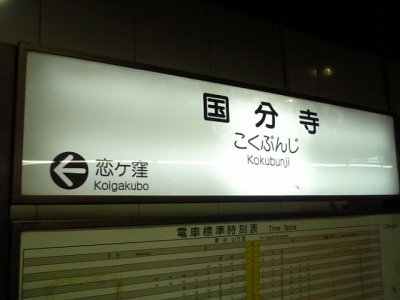 国分寺
こくぶんじ
Kokubunji
恋ケ窪
Koigakubo
電車標準時刻表 Time Table